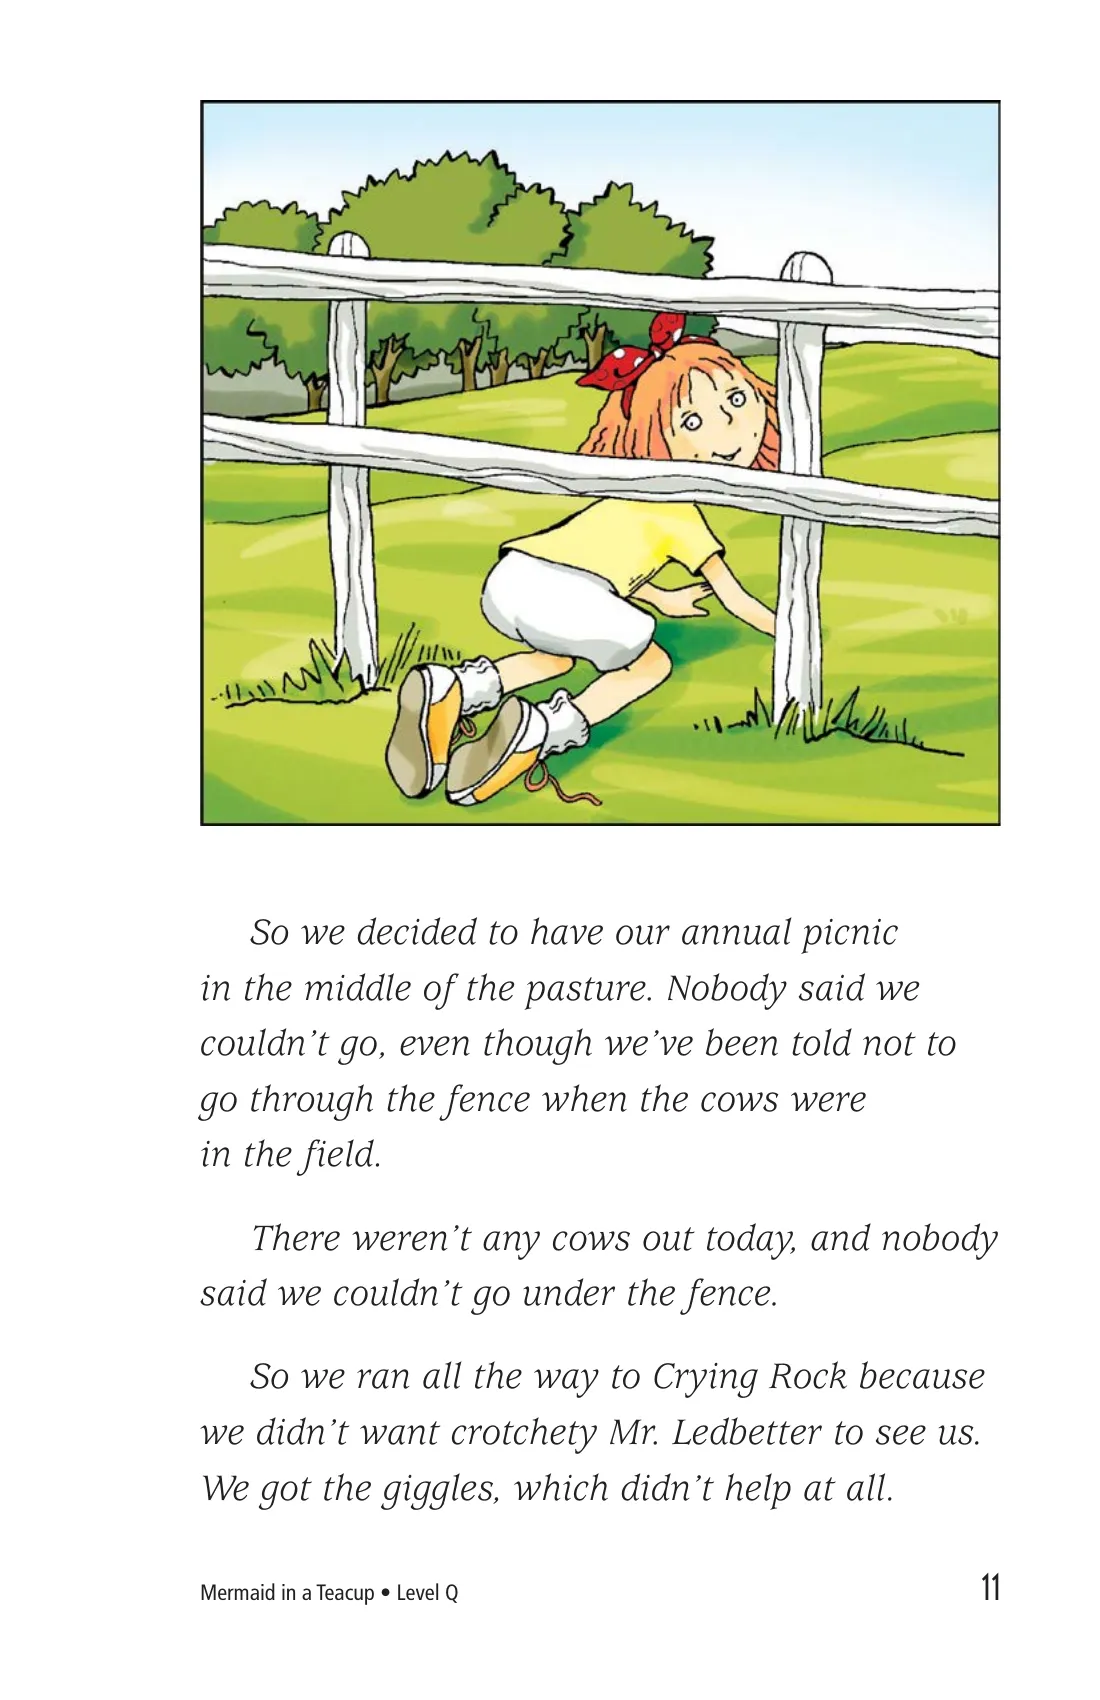 So we decided to have our annual picnic
in the middle of the pasture. Nobody said we
couldn’t go, even though we’ve been told not to
go through the fence when the cows were
in the field.
There weren’t any cows out today, and nobody
said we couldn’t go under the fence.
So we ran all the way to Crying Rock because
we didn’t want crotchety Mr. Ledbetter to see us.
We got the giggles, which didn’t help at all.
Mermaid in a Teacup • Level Q
11